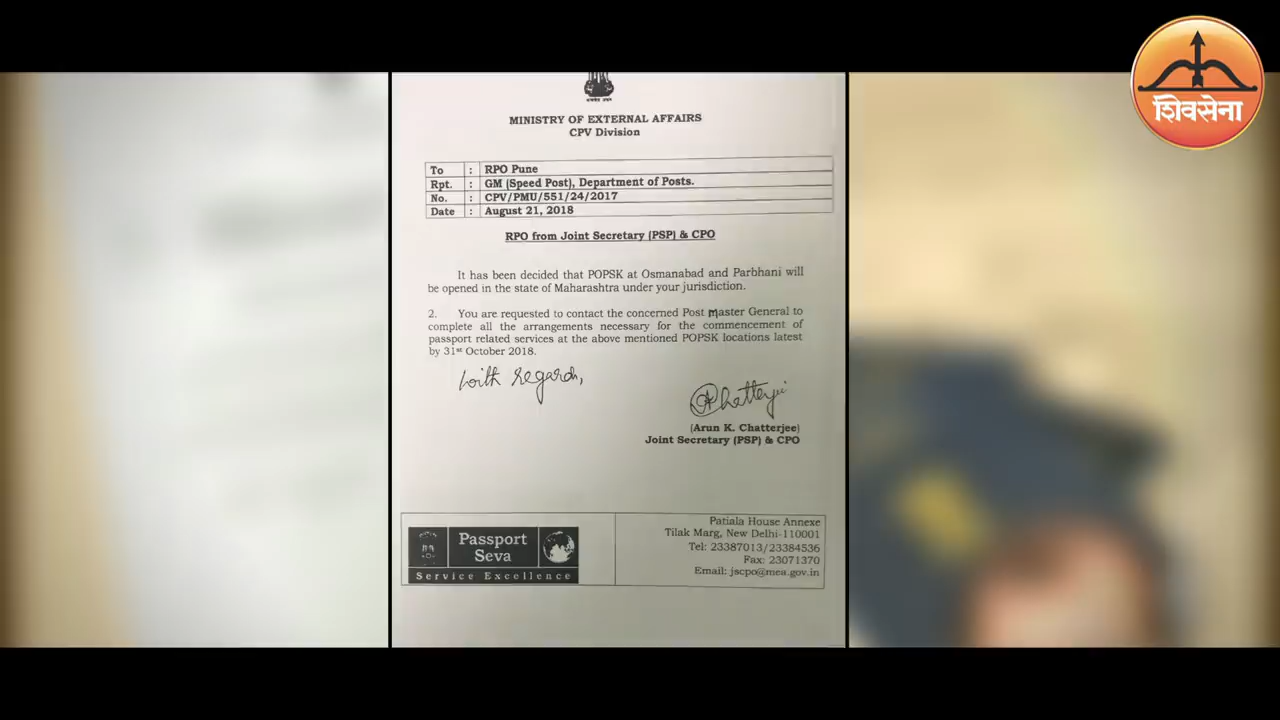 शिवसेना
MINISTRY OF EXTERNAL AFFAIRS
CPV Division
To : RPO Pune
Rpt. : GM (Speed Post), Department of Posts.
No. : CPV/PMU/551/24/2017
Date : August 21, 2018
RPO from Joint Secretary (PSP) & CPO
It has been decided that POPSK at Osmanabad and Parbhani will
be opened in the state of Maharashtra under your jurisdiction.
2. You are requested to contact the concerned Post Master General to
complete all the arrangements necessary for the commencement of
passport related services at the above mentioned POPSK locations latest
by 31st October 2018.
With regards,
AChatterjee
(Arun K. Chatterjee)
Joint Secretary (PSP) & CPO
Passport
Seva
Service Excellence
Patiala House Annexe
Tilak Marg, New Delhi-110001
Tel: 23387013/23384536
Fax: 23071370
Email: jscpo@mea.gov.in